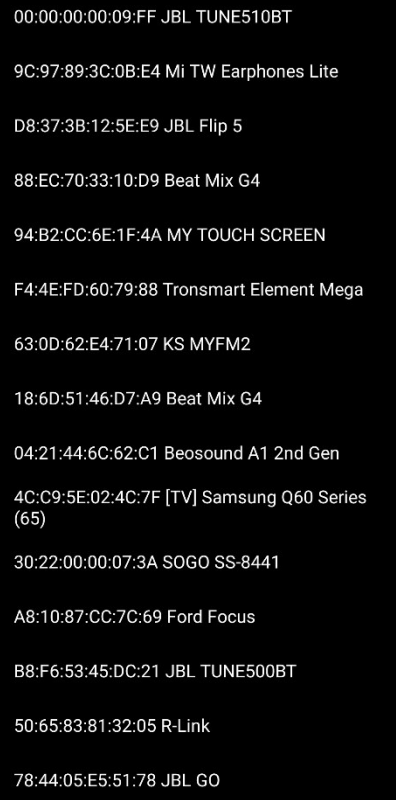 00:00:00:00:09:FF JBL TUNE510BT
9C:97:89:3C:0B:E4 Mi TW Earphones Lite
D8:37:3B:12:5E:E9 JBL Flip 5
88:EC:70:33:10:D9 Beat Mix G4
94:B2:CC:6E:1F:4A MY TOUCH SCREEN
F4:4E:FD:60:79:88 Tronsmart Element Mega
63:0D:62:E4:71:07 KS MYFM2
18:6D:51:46:D7:A9 Beat Mix G4
04:21:44:6C:62:C1 Beosound A1 2nd Gen
4C:C9:5E:02:4C:7F [TV] Samsung Q60 Series
(65)
30:22:00:00:07:3A SOGO SS-8441
A8:10:87:CC:7C:69 Ford Focus
B8:F6:53:45:DC:21 JBL TUNE500BT
50:65:83:81:32:05 R-Link
78:44:05:E5:51:78 JBL GO